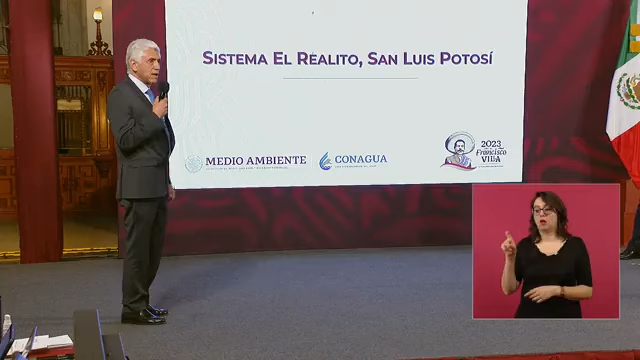 SISTEMA EL REALITO, SAN LUIS POTOSÍ
MEDIO AMBIENTE
CONAGUA
2023
Francisco
VILLA